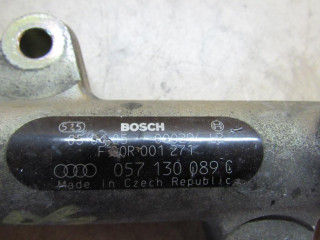 BOSCH
F 00R 001 271
057 130 089 C
Made in Czech Republic